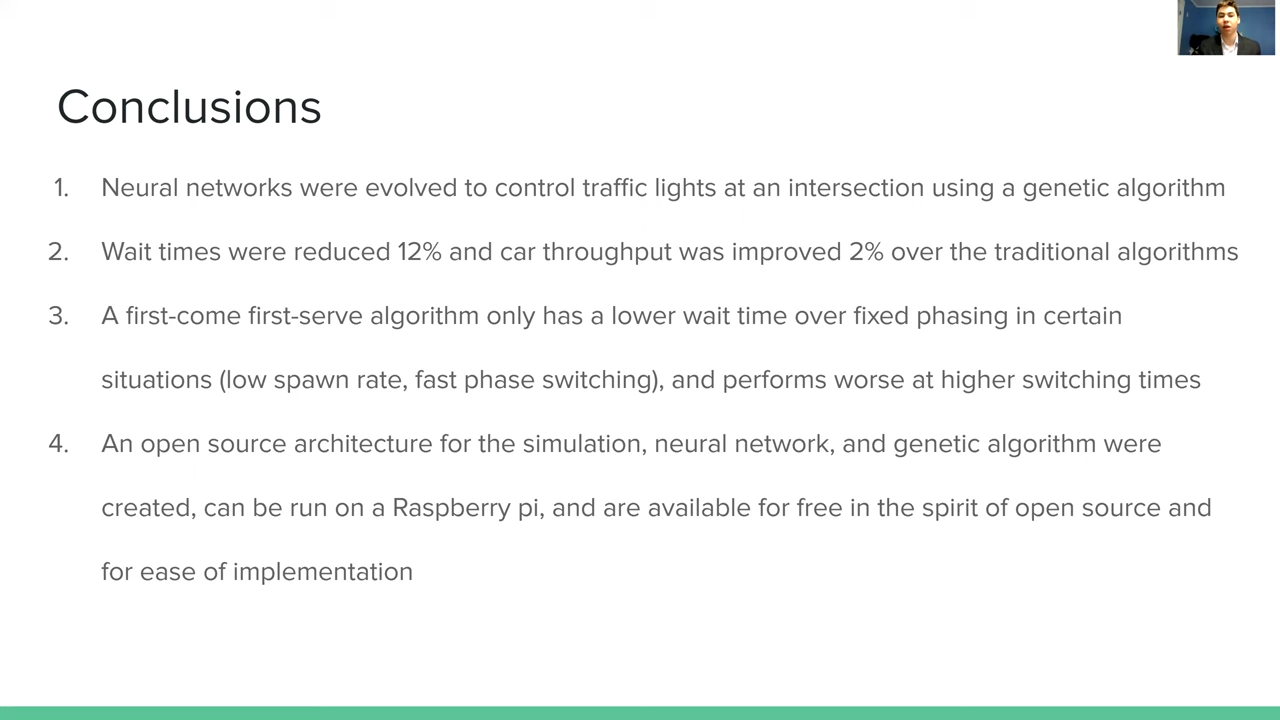 Conclusions
1. Neural networks were evolved to control traffic lights at an intersection using a genetic algorithm
2. Wait times were reduced 12% and car throughput was improved 2% over the traditional algorithms
3. A first-come first-serve algorithm only has a lower wait time over fixed phasing in certain
situations (low spawn rate, fast phase switching), and performs worse at higher switching times
4. An open source architecture for the simulation, neural network, and genetic algorithm were
created, can be run on a Raspberry pi, and are available for free in the spirit of open source and
for ease of implementation